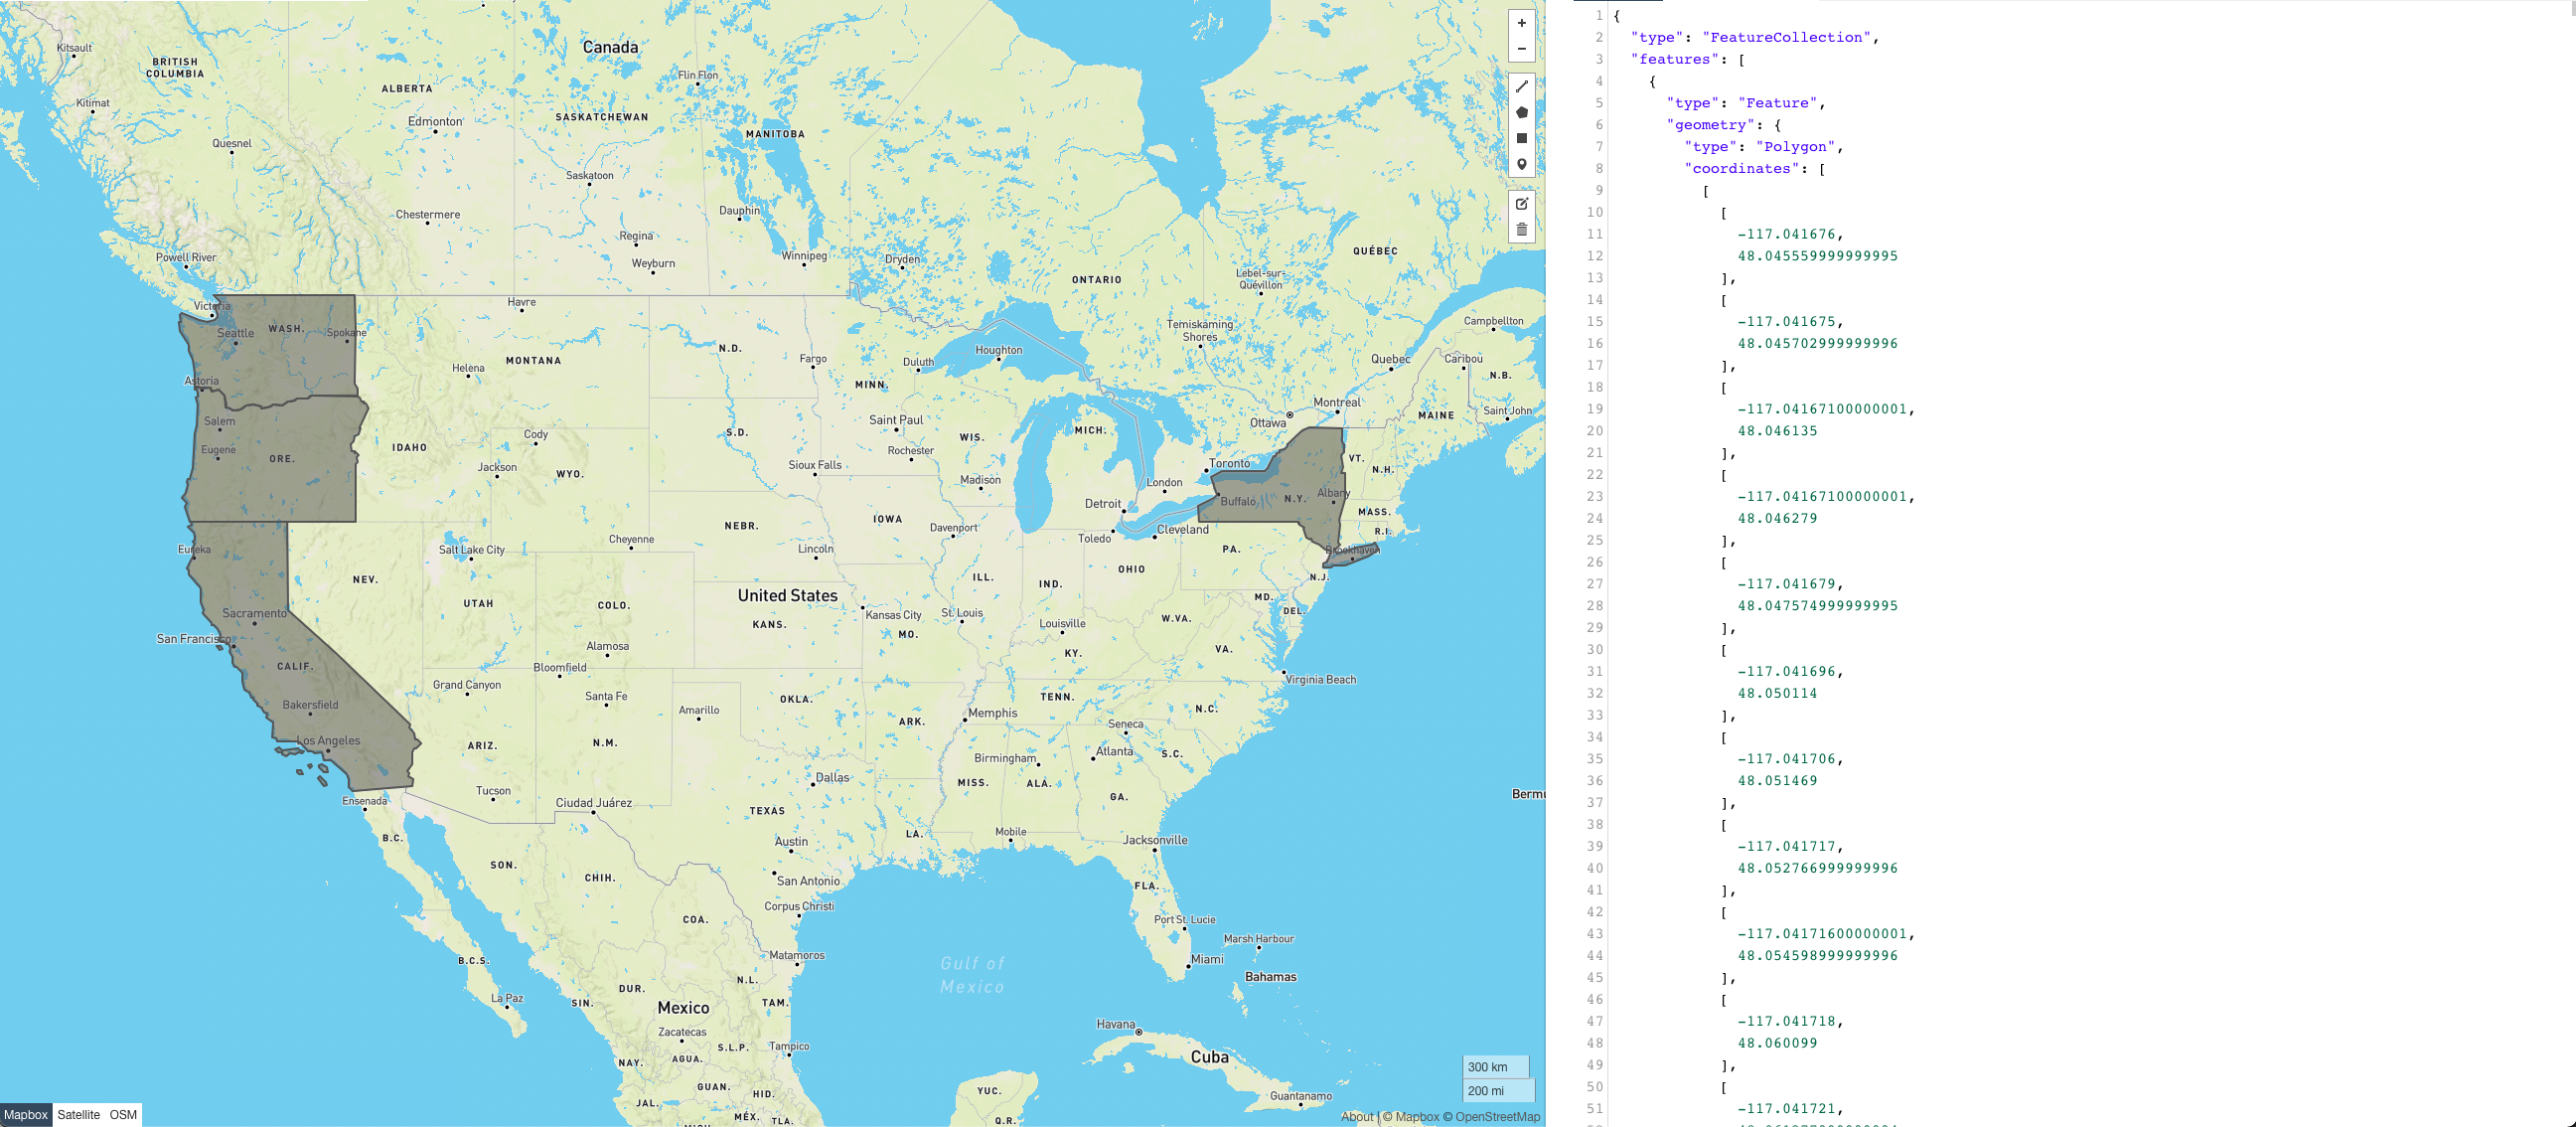 Canada
Kitsault
BRITISH
COLUMBIA
Flin Flon
ALBERTA
Kitimat
SASKATCHEWAN
Edmonton
MANITOBA
Quesnel
Saskatoon
Chestermere
Dauphin
Regina
QUÉBEC
Powell River
Weyburn
Winnipeg
Dryden
Lebel-sur-
Quévillon
ONTARIO
Victoria
Havre
Campbellton
Seattle
WASH.
Spokane
Temiskaming
Shores
N.D.
Houghton
MONTANA
Fargo
Duluth
Quebec
Caribou
Helena
N.B.
Astoria
MINN.
Montreal
Saint John
MAINE
Salem
Saint Paul
Ottawa
Cody
S.D.
WIS.
MICH.
Eugene
IDAHO
Rochester
ORE.
Jackson
WYO.
Sioux Falls
Toronto
VT.
N.H.
Madison
London
Albany
Detroit
Buffalo
N.Y.
MASS.
NEBR.
IOWA
Davenport
Cleveland
R.I.
Eureka
Salt Lake City
Cheyenne
Lincoln
Toledo
PA.
Brookhaven
NEV.
ILL.
IND.
OHIO
N.J.
United States
MD.
UTAH
COLO.
DEL.
Sacramento
Kansas City
St. Louis
KANS.
Louisville
W.VA.
San Francisco
MO.
Alamosa
VA.
CALIF.
Bloomfield
KY.
Grand Canyon
Virginia Beach
Santa Fe
OKLA.
TENN.
Bakersfield
Amarillo
Memphis
N.C.
ARK.
Seneca
Los Angeles
ARIZ.
N.M.
Atlanta
S.C.
Birmingham
Dallas
MISS.
ALA.
Tucson
GA.
Bermu
Ensenada
Ciudad Juárez
TEXAS
B.C.
LA.
Mobile
Austin
Jacksonville
SON.
CHIH.
San Antonio
FLA.
Corpus Christi
COA.
Port St. Lucie
Marsh Harbour
Matamoros
B.C.S.
Gulf of
Mexico
Miami
Bahamas
N.L.
DUR.
La Paz
SIN.
TAM.
Mexico
Zacatecas
Havana
S.L.P.
Tampico
AGUA.
NAY.
Cuba
GUAN.
YUC.
HID.
Guantanamo
JAL.
MÉX.
TLA.
Q.R.
300 km
200 mi
Mapbox Satellite OSM
About | © Mapbox © OpenStreetMap
1 {
2 "type": "FeatureCollection",
3 "features": [
4 {
5 "type": "Feature",
6 "geometry": {
7 "type": "Polygon",
8 "coordinates": [
9 [
10 [
11 -117.041676,
12 48.045559999999995
13 ],
14 [
15 -117.041675,
16 48.045702999999996
17 ],
18 [
19 -117.04167100000001,
20 48.046135
21 ],
22 [
23 -117.04167100000001,
24 48.046279
25 ],
26 [
27 -117.041679,
28 48.047574999999995
29 ],
30 [
31 -117.041696,
32 48.050114
33 ],
34 [
35 -117.041706,
36 48.051469
37 ],
38 [
39 -117.041717,
40 48.052766999999996
41 ],
42 [
43 -117.04171600000001,
44 48.054598999999996
45 ],
46 [
47 -117.041718,
48 48.060099
49 ],
50 [
51 -117.041721,